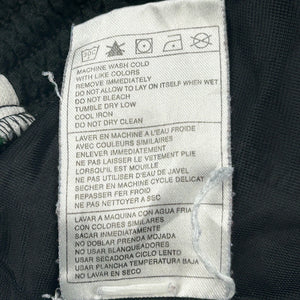 MACHINE WASH COLD
WITH LIKE COLORS
REMOVE IMMEDIATELY
DO NOT ALLOW TO LAY ON ITSELF WHEN WET
DO NOT BLEACH
TUMBLE DRY LOW
COOL IRON
DO NOT DRY CLEAN
LAVER EN MACHINE A L'EAU FROIDE
AVEC COULEURS SIMILAIRES
ENLEVER IMMEDIATEMENT
NE PAS LAISSER LE VETEMENT PLIE
LORSQU'IL EST MOUILLE
NE PAS UTILISER D'EAU DE JAVEL
SECHER EN MACHINE CYCLE DELICAT
REPASSER FER FROID
NE PAS NETTOYER A SEC
LAVAR A MAQUINA CON AGUA FRIA
CON COLORES SIMILARES
SACAR INMEDIATAMENTE
NO DOBLAR PRENDA MOJADA
NO USAR BLANQUEADORES
USAR SECADORA CICLO LENTO
USAR PLANCHA TEMPERATURA BAJA
NO LAVAR EN SECO